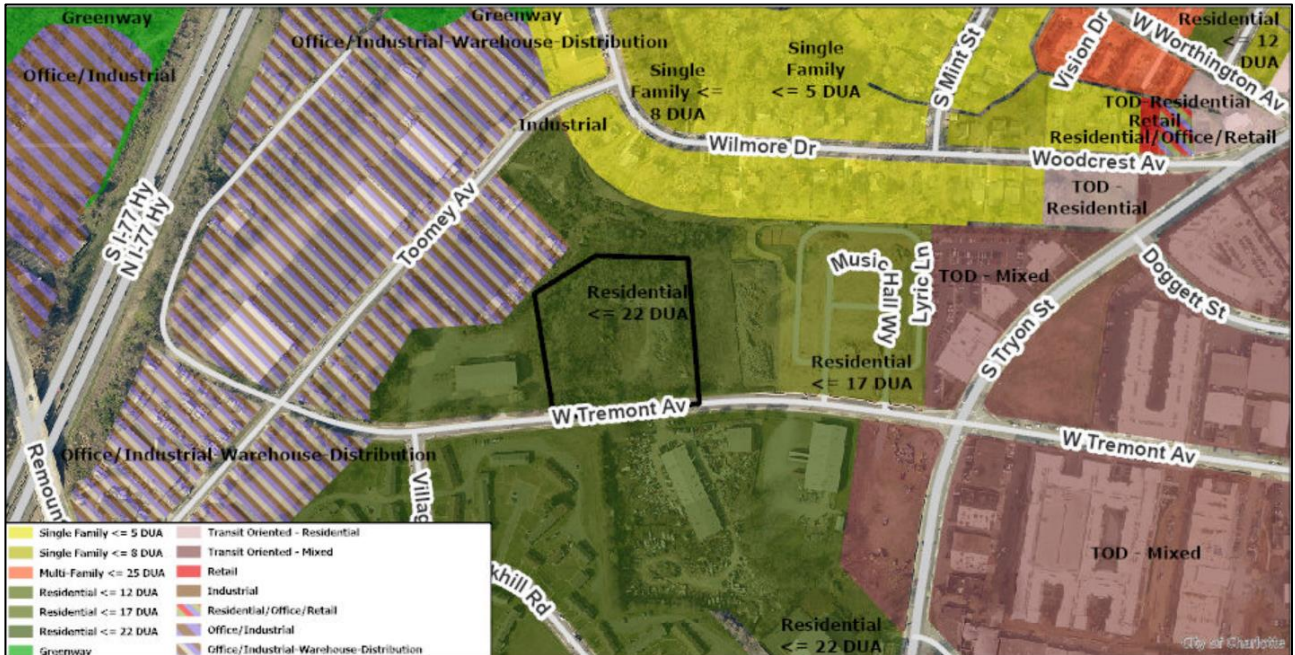 Greenway
Greenway
Office/Industrial-Warehouse-Distribution
Office/Industrial
Single
Family <=
8 DUA
Single
Family
<= 5 DUA
S Mint St
Vision Dr
W Worthington Av
Residential
<= 12
DUA
TOD-Residential
Retail
Residential/Office/Retail
Industrial
Wilmore Dr
Woodcrest Av
TOD -
Residential
S I-77 Hy
N I-77 Hy
Toomey Av
Residential
<= 22 DUA
Music Hall Wy
Lyric Ln
TOD - Mixed
Doggett St
S Tryon St
Residential
<= 17 DUA
W Tremont Av
W Tremont Av
Office/Industrial-Warehouse-Distribution
Remoun
Villag
khill Rd
TOD - Mixed
Residential
<= 22 DUA
Single Family <= 5 DUA
Single Family <= 8 DUA
Multi-Family <= 25 DUA
Residential <= 12 DUA
Residential <= 17 DUA
Residential <= 22 DUA
Greenway
Transit Oriented - Residential
Transit Oriented - Mixed
Retail
Industrial
Residential/Office/Retail
Office/Industrial
Office/Industrial-Warehouse-Distribution
City of Charlotte